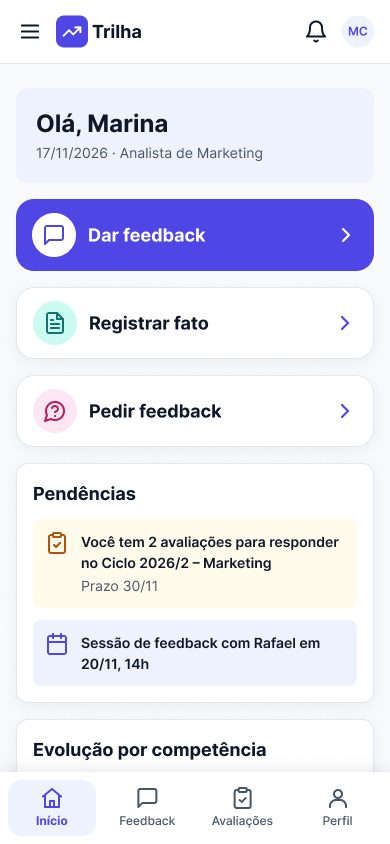 Trilha
MC
Olá, Marina
17/11/2026 · Analista de Marketing
Dar feedback
Registrar fato
Pedir feedback
Pendências
Você tem 2 avaliações para responder
no Ciclo 2026/2 – Marketing
Prazo 30/11
Sessão de feedback com Rafael em
20/11, 14h
Evolução por competência
Início
Feedback
Avaliações
Perfil